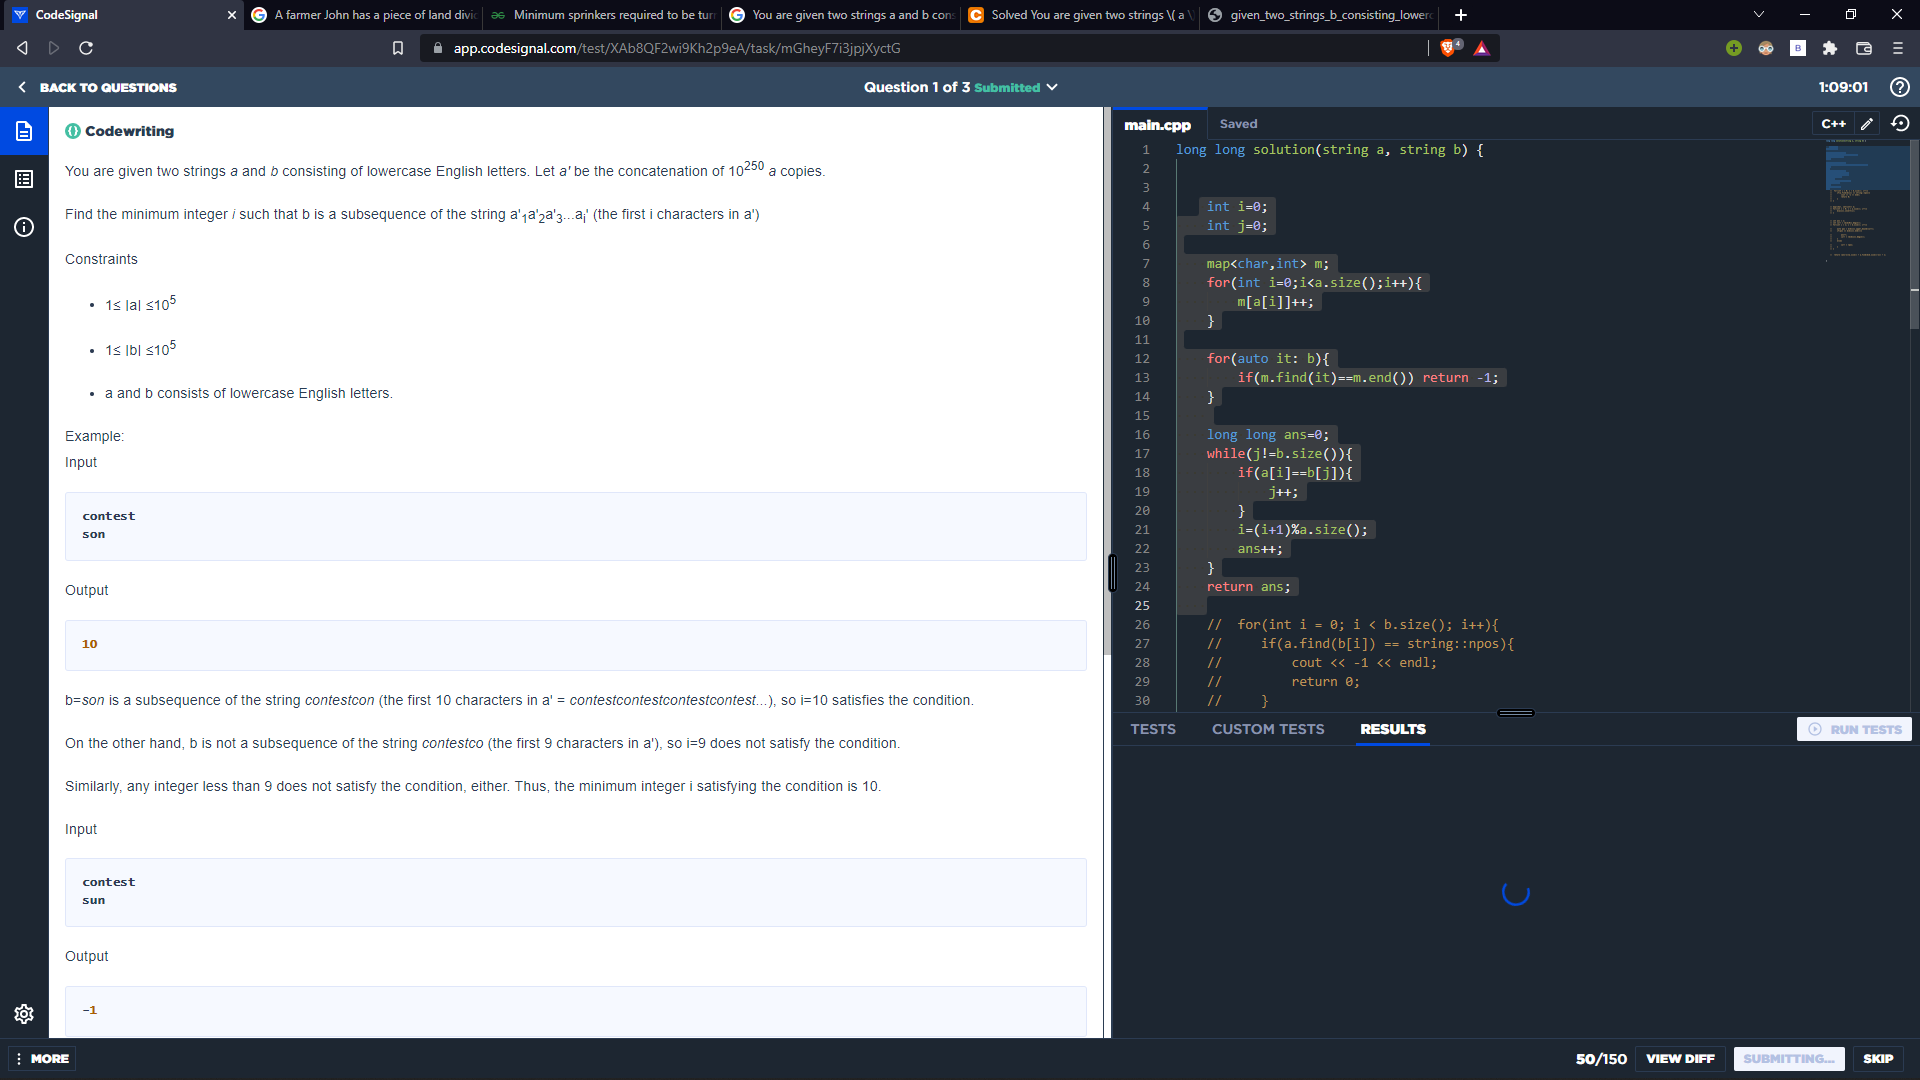 CodeSignal
A farmer John has a piece of land divid
Minimum sprinkers required to be tur
You are given two strings a and b cons
Solved You are given two strings \( a \)
given_two_strings_b_consisting_lowerc
app.codesignal.com/test/XAb8QF2wi9Kh2p9eA/task/mGheyF7i3jpjXyctG
BACK TO QUESTIONS
Question 1 of 3 Submitted
1:09:01
Codewriting
You are given two strings a and b consisting of lowercase English letters. Let a' be the concatenation of 10^250 a copies.
Find the minimum integer i such that b is a subsequence of the string a'1a'2a'3...ai' (the first i characters in a')
Constraints
• 1≤ |a| ≤10^5
• 1≤ |b| ≤10^5
• a and b consists of lowercase English letters.
Example:
Input
contest
son
Output
10
b=son is a subsequence of the string contestcon (the first 10 characters in a' = contestcontestcontestcontest...), so i=10 satisfies the condition.
On the other hand, b is not a subsequence of the string contestco (the first 9 characters in a'), so i=9 does not satisfy the condition.
Similarly, any integer less than 9 does not satisfy the condition, either. Thus, the minimum integer i satisfying the condition is 10.
Input
contest
sun
Output
-1
MORE
main.cpp
Saved
C++
1 long long solution(string a, string b) {
2
3
4 int i=0;
5 int j=0;
6
7 map<char,int> m;
8 for(int i=0;i<a.size();i++){
9 m[a[i]]++;
10 }
11
12 for(auto it: b){
13 if(m.find(it)==m.end()) return -1;
14 }
15
16 long long ans=0;
17 while(j!=b.size()){
18 if(a[i]==b[j]){
19 j++;
20 }
21 i=(i+1)%a.size();
22 ans++;
23 }
24 return ans;
25
26 // for(int i = 0; i < b.size(); i++){
27 // if(a.find(b[i]) == string::npos){
28 // cout << -1 << endl;
29 // return 0;
30 // }
TESTS
CUSTOM TESTS
RESULTS
RUN TESTS
50/150
VIEW DIFF
SUBMITTING...
SKIP